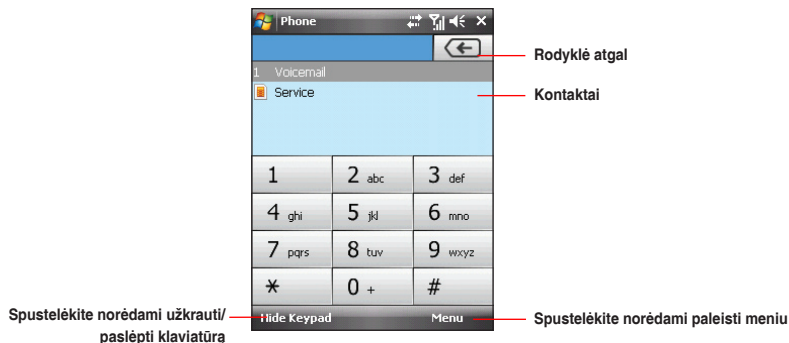 Phone
Rodyklė atgal
1 Voicemail
Service
Kontaktai
1
2 abc
3 def
4 ghi
5 jkl
6 mno
7 pqrs
8 tuv
9 wxyz
*
0 +
#
Spustelėkite norėdami užkrauti/
paslėpti klaviatūrą
Hide Keypad
Menu
Spustelėkite norėdami paleisti meniu